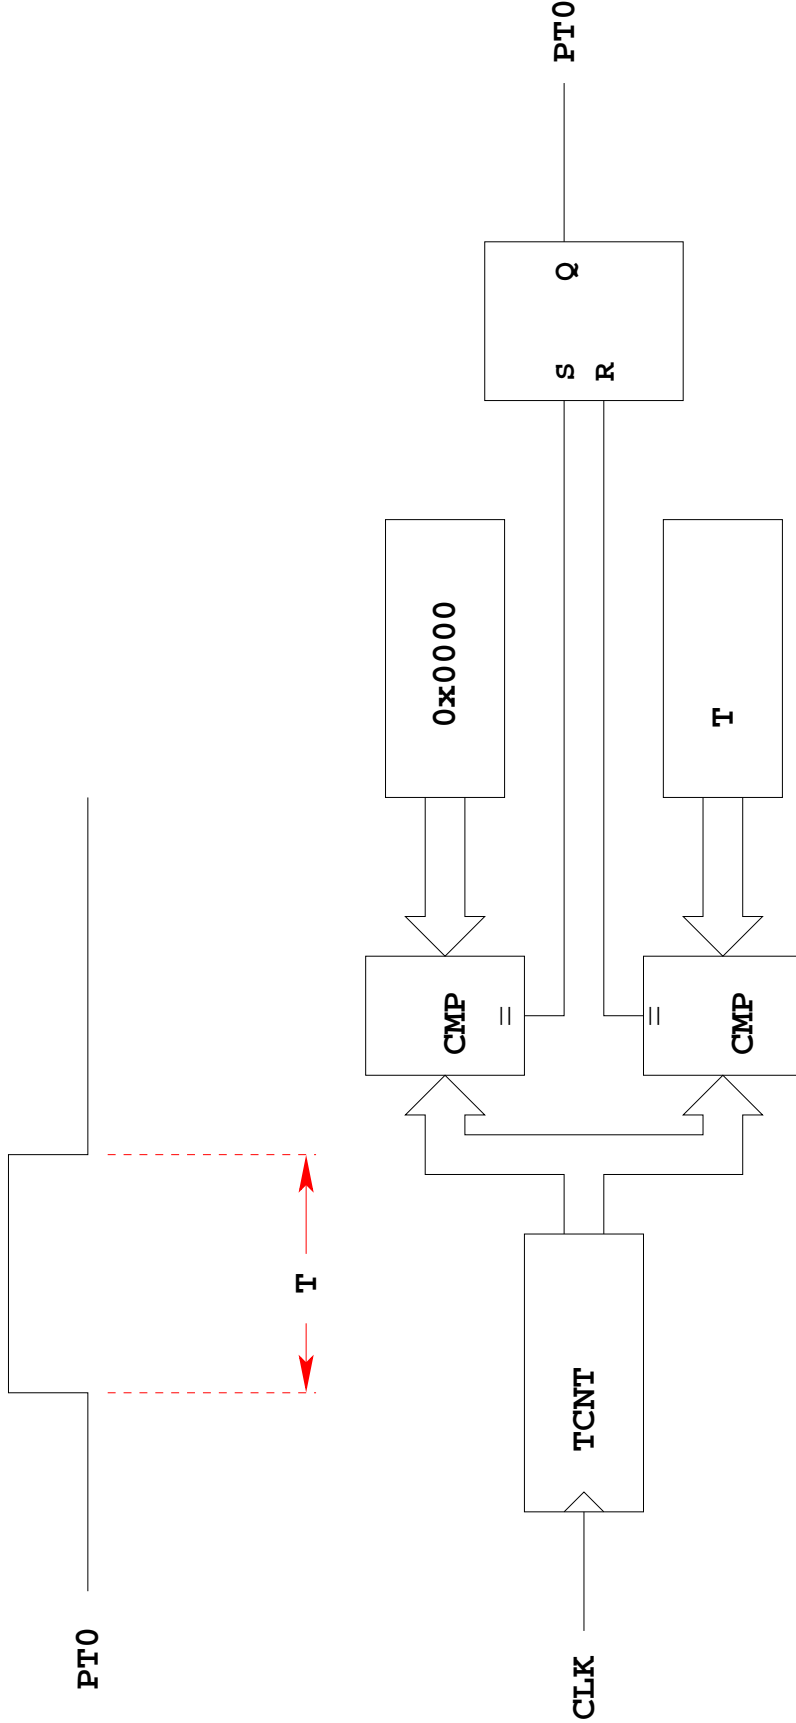 PT0
T
CLK
TCNT
CMP
=
0x0000
CMP
=
T
S
R
Q
PT0